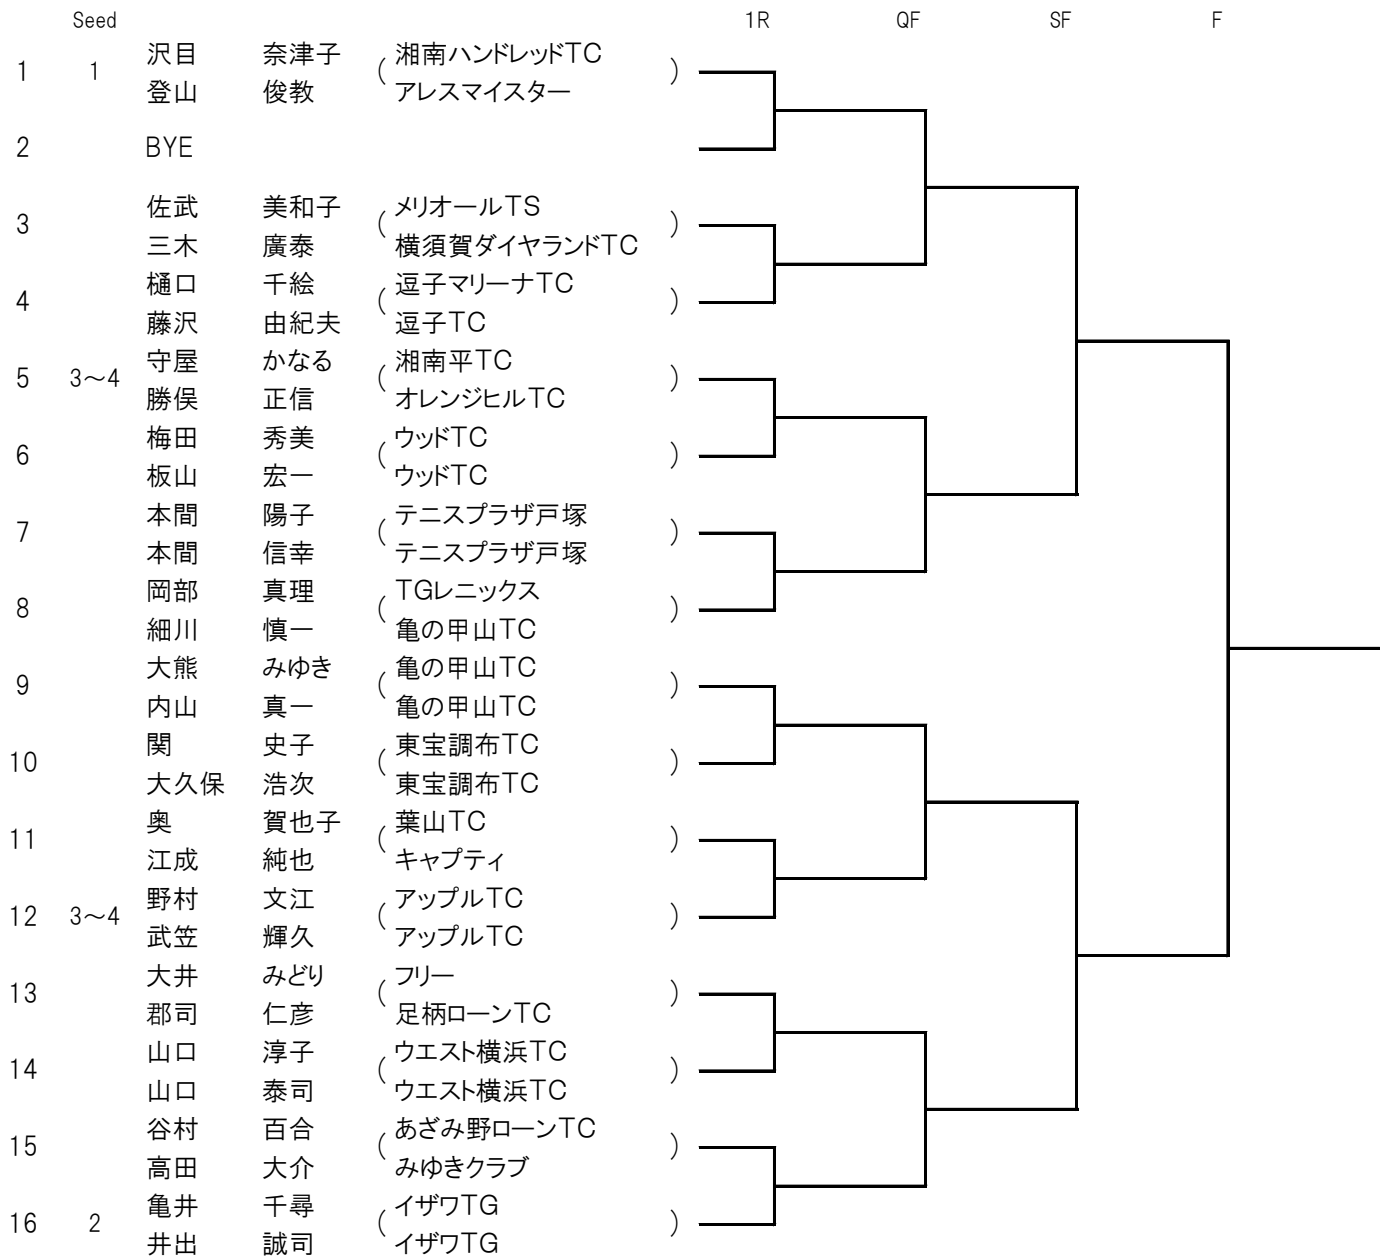 Seed 1R QF SF F
沢目 奈津子 湘南ハンドレッドTC
1 1 ( )
登山 俊教 アレスマイスター
2 BYE
佐武 美和子 メリオールTS
3 ( )
三木 廣泰 横須賀ダイヤランドTC
樋口 千絵 逗子マリーナTC
4 ( )
藤沢 由紀夫 逗子TC
守屋 かなる 湘南平TC
5 3～4 ( )
勝俣 正信 オレンジヒルTC
梅田 秀美 ウッドTC
6 ( )
板山 宏一 ウッドTC
本間 陽子 テニスプラザ戸塚
7 ( )
本間 信幸 テニスプラザ戸塚
岡部 真理 TGレニックス
8 ( )
細川 慎一 亀の甲山TC
大熊 みゆき 亀の甲山TC
9 ( )
内山 真一 亀の甲山TC
関 史子 東宝調布TC
10 ( )
大久保 浩次 東宝調布TC
奥 賀也子 葉山TC
11 ( )
江成 純也 キャプティ
野村 文江 アップルTC
12 3～4 ( )
武笠 輝久 アップルTC
大井 みどり フリー
13 ( )
郡司 仁彦 足柄ローンTC
山口 淳子 ウエスト横浜TC
14 ( )
山口 泰司 ウエスト横浜TC
谷村 百合 あざみ野ローンTC
15 ( )
高田 大介 みゆきクラブ
亀井 千尋 イザワTG
16 2 ( )
井出 誠司 イザワTG